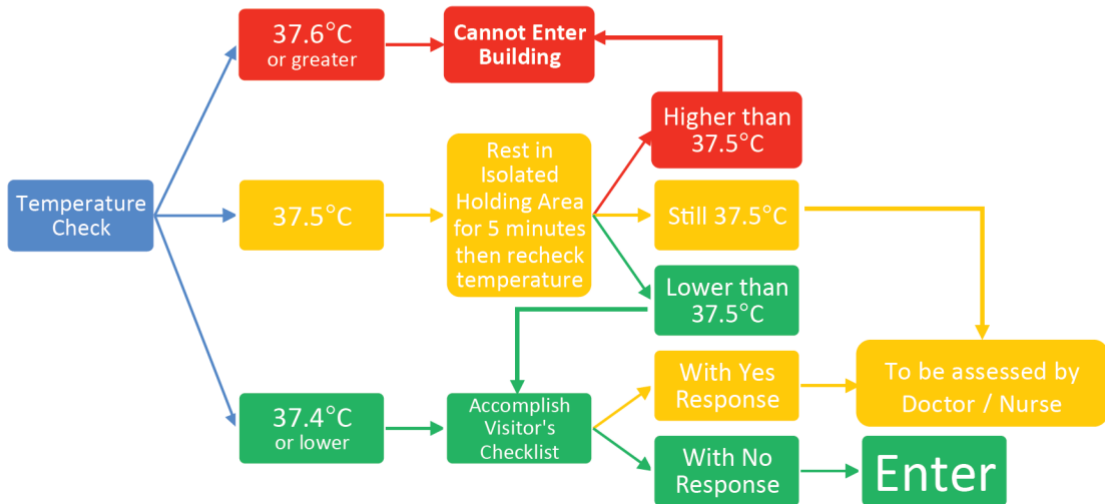 37.6°C
or greater
Cannot Enter
Building
Higher than
37.5°C
Temperature
Check
37.5°C
Rest in
Isolated
Holding Area
for 5 minutes
then recheck
temperature
Still 37.5°C
Lower than
37.5°C
37.4°C
or lower
Accomplish
Visitor's
Checklist
With Yes
Response
To be assessed by
Doctor / Nurse
With No
Response
Enter